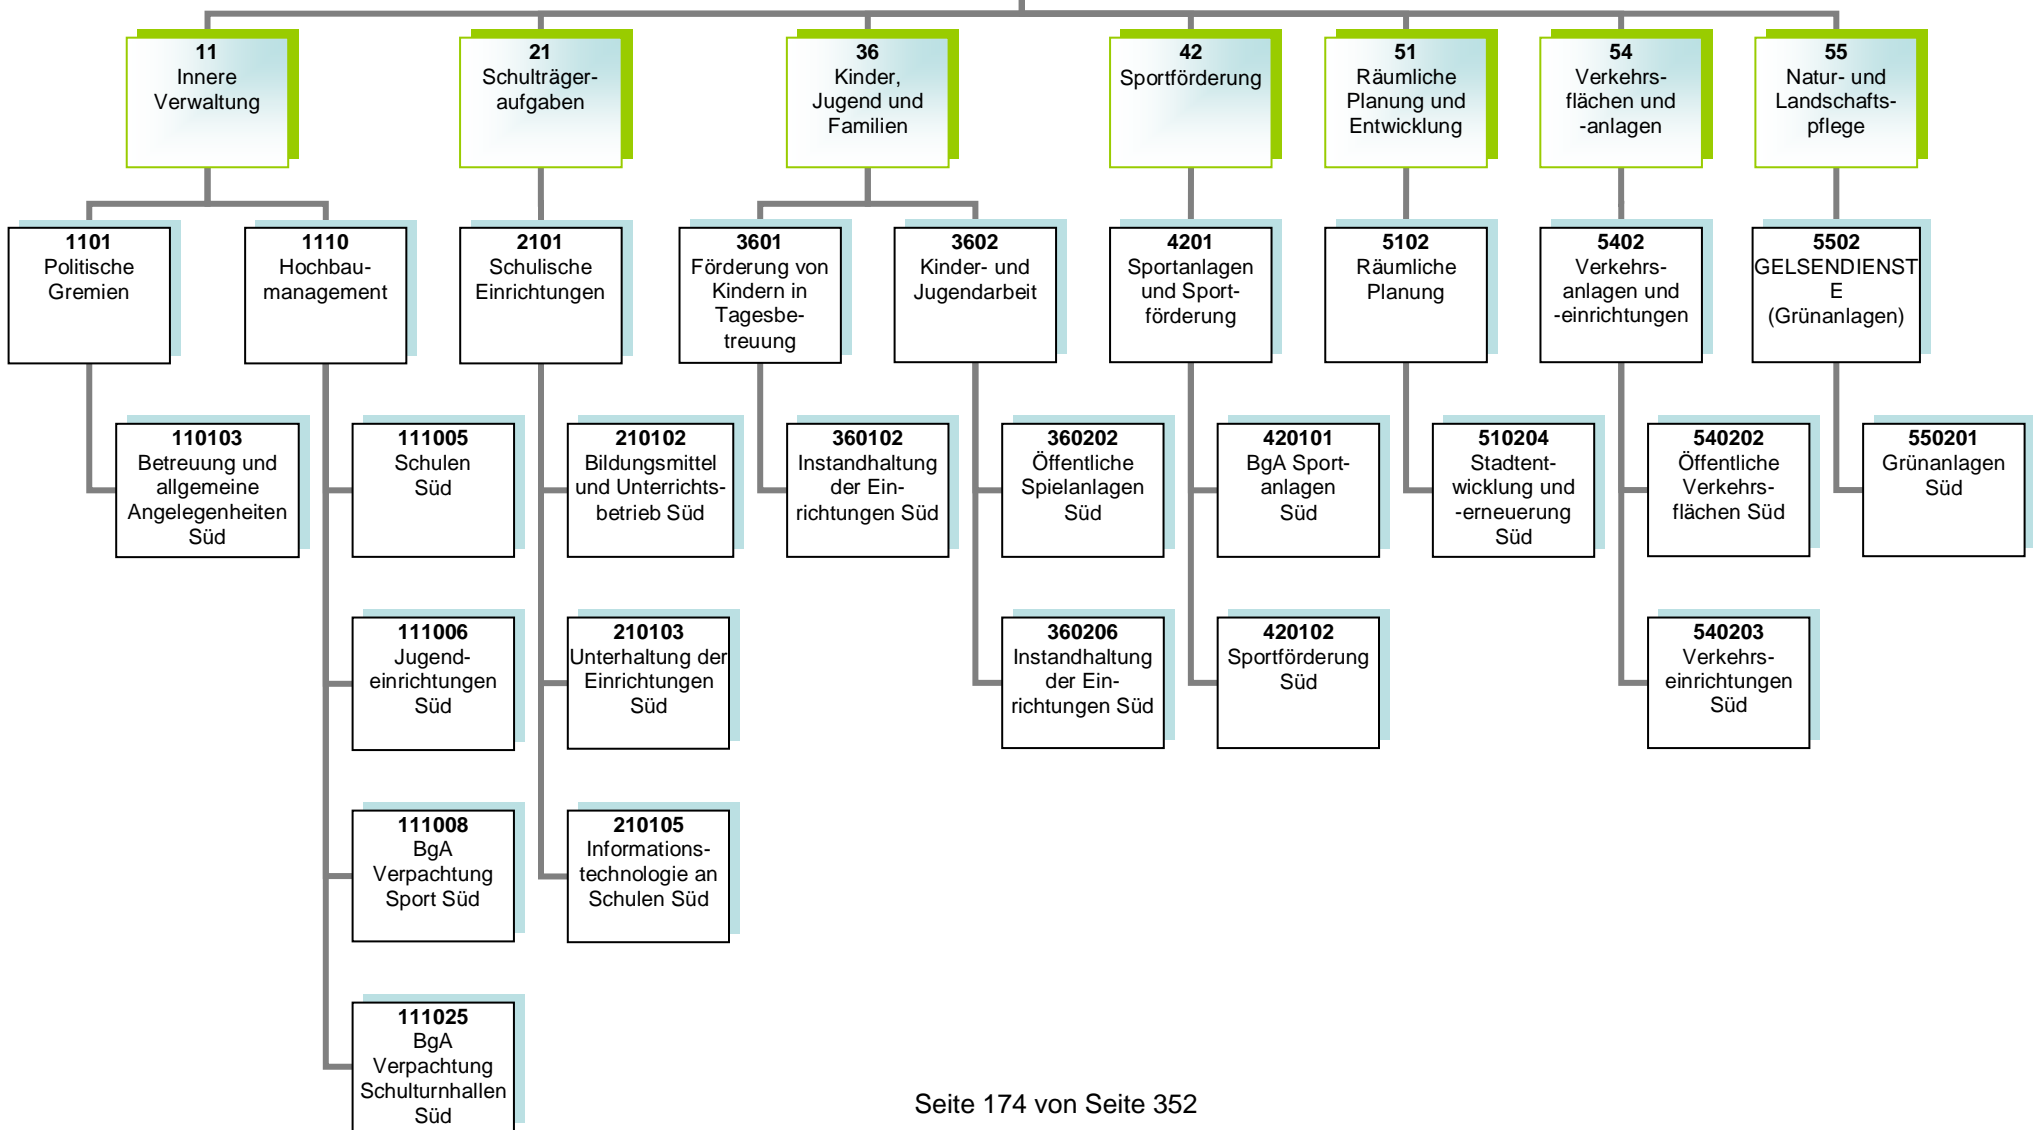 11
Innere
Verwaltung
21
Schulträger-
aufgaben
36
Kinder,
Jugend und
Familien
42
Sportförderung
51
Räumliche
Planung und
Entwicklung
54
Verkehrs-
flächen und
-anlagen
55
Natur- und
Landschafts-
pflege
1101
Politische
Gremien
1110
Hochbau-
management
2101
Schulische
Einrichtungen
3601
Förderung von
Kindern in
Tagesbe-
treuung
3602
Kinder- und
Jugendarbeit
4201
Sportanlagen
und Sport-
förderung
5102
Räumliche
Planung
5402
Verkehrs-
anlagen und
-einrichtungen
5502
GELSENDIENST
E
(Grünanlagen)
110103
Betreuung und
allgemeine
Angelegenheiten
Süd
111005
Schulen
Süd
210102
Bildungsmittel
und Unterrichts-
betrieb Süd
360102
Instandhaltung
der Ein-
richtungen Süd
360202
Öffentliche
Spielanlagen
Süd
420101
BgA Sport-
anlagen
Süd
510204
Stadtent-
wicklung und
-erneuerung
Süd
540202
Öffentliche
Verkehrs-
flächen Süd
550201
Grünanlagen
Süd
111006
Jugend-
einrichtungen
Süd
210103
Unterhaltung der
Einrichtungen
Süd
360206
Instandhaltung
der Ein-
richtungen Süd
420102
Sportförderung
Süd
540203
Verkehrs-
einrichtungen
Süd
111008
BgA
Verpachtung
Sport Süd
210105
Informations-
technologie an
Schulen Süd
111025
BgA
Verpachtung
Schulturnhallen
Süd
Seite 174 von Seite 352